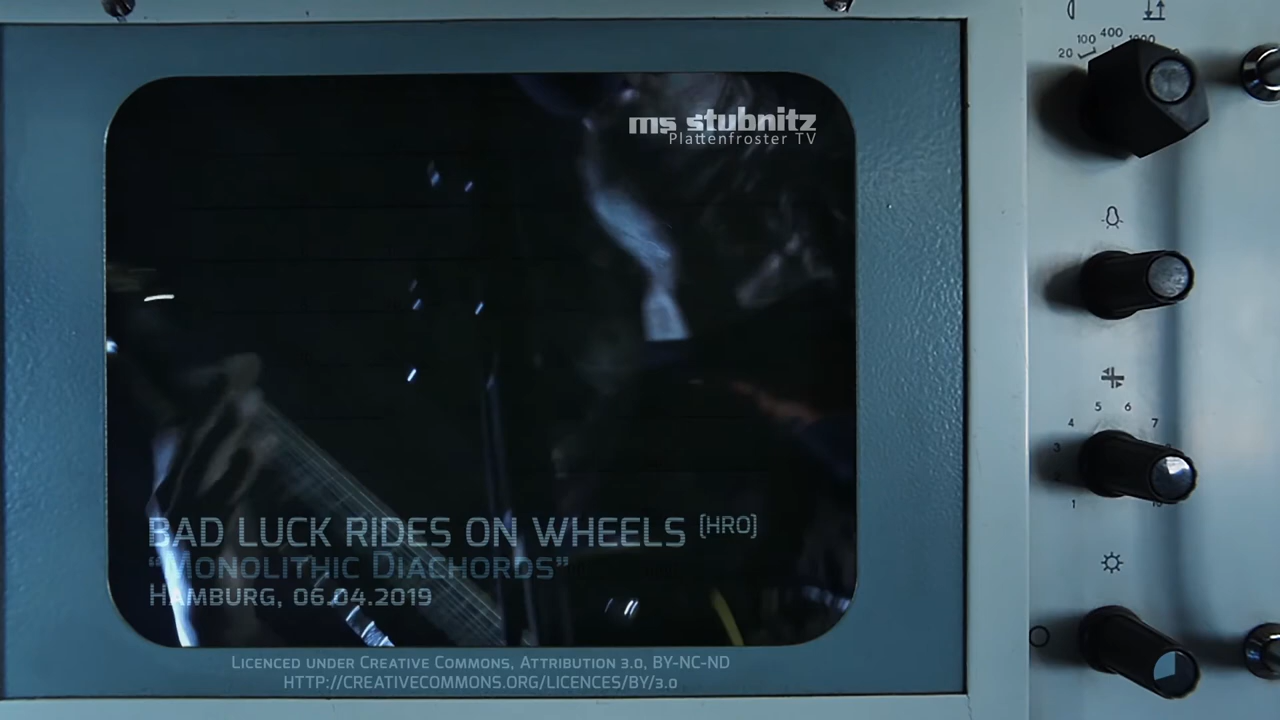 20 100 400 1000
ms stubnitz
Plattenfroster TV
5 6
4 7
3
1 10
BAD LUCK RIDES ON WHEELS [HRO]
"MONOLITHIC DIACHORDS"
HAMBURG, 06.04.2019
LICENCED UNDER CREATIVE COMMONS, ATTRIBUTION 3.0, BY-NC-ND
HTTP://CREATIVECOMMONS.ORG/LICENCES/BY/3.0